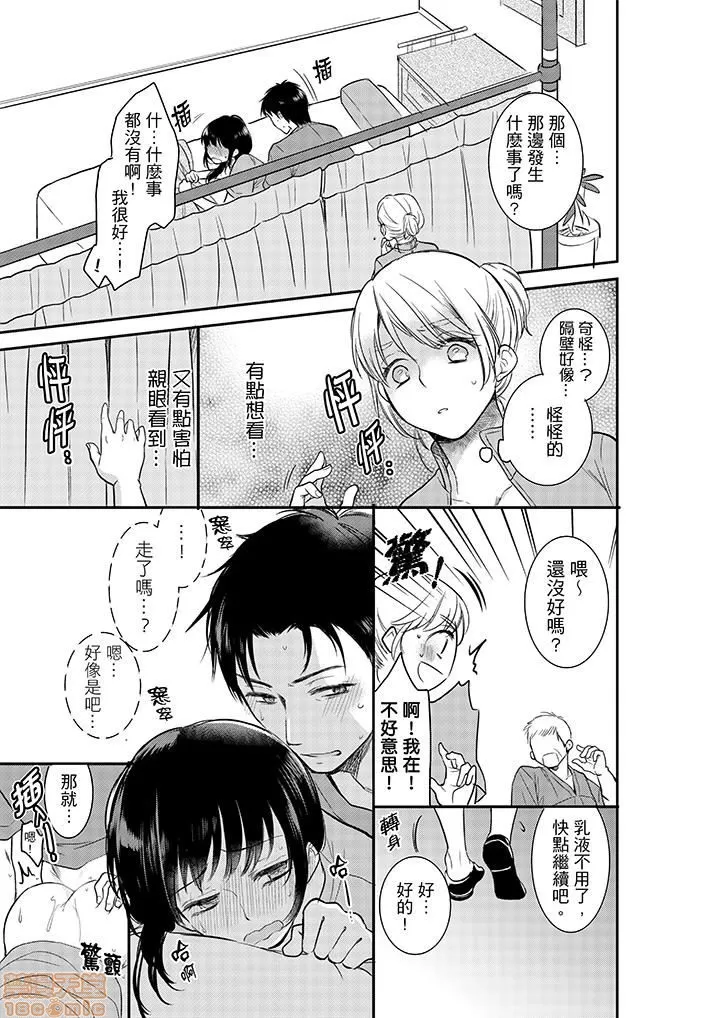 那個⋯
那邊發生
什麼事了嗎？
插
插
什⋯什麼事
都沒有啊！
我很好⋯！
奇怪⋯？
隔壁好像⋯
怪怪的
⋯⋯
有點想看⋯
怦
怦
又有點害怕
親眼看到⋯
怦
怦
喂～
還沒好嗎？
驚！
啊！我在！
不好意思！
乳液不用了，
快點繼續吧。
轉身
好⋯
好的！
⋯！
走了嗎⋯？
窸窣
嗯⋯！
好像是吧⋯
窸窣
那就⋯
插入！
嗯！
哈－
哈啊
驚顫